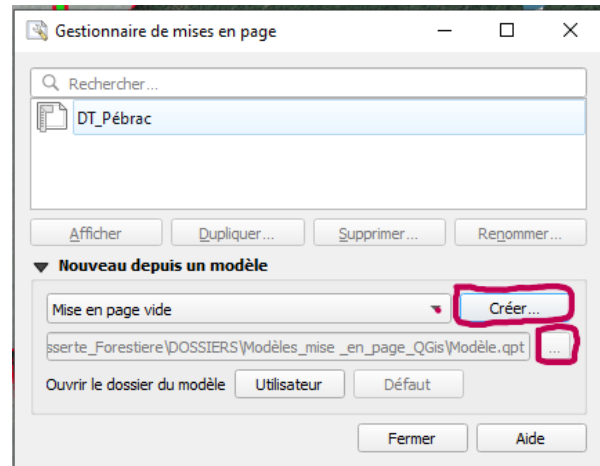 Gestionnaire de mises en page
Rechercher...
DT_Pébrac
Afficher Dupliquer... Supprimer... Renommer...
Nouveau depuis un modèle
Mise en page vide Créer...
sserte_Forestiere\DOSSIERS\Modèles_mise _en_page_QGis\Modèle.qpt ...
Ouvrir le dossier du modèle Utilisateur Défaut
Fermer Aide